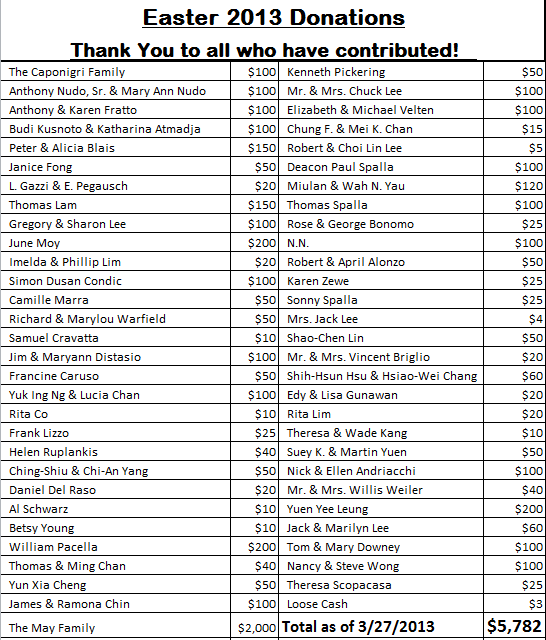 Easter 2013 Donations
Thank You to all who have contributed!
The Caponigri Family $100 Kenneth Pickering $50
Anthony Nudo, Sr. & Mary Ann Nudo $100 Mr. & Mrs. Chuck Lee $100
Anthony & Karen Fratto $100 Elizabeth & Michael Velten $100
Budi Kusnoto & Katharina Atmadja $100 Chung F. & Mei K. Chan $15
Peter & Alicia Blais $150 Robert & Choi Lin Lee $5
Janice Fong $50 Deacon Paul Spalla $100
L. Gazzi & E. Pegausch $20 Miulan & Wah N. Yau $120
Thomas Lam $150 Thomas Spalla $100
Gregory & Sharon Lee $100 Rose & George Bonomo $25
June Moy $200 N.N. $100
Imelda & Phillip Lim $20 Robert & April Alonzo $50
Simon Dusan Condic $100 Karen Zewe $25
Camille Marra $50 Sonny Spalla $25
Richard & Marylou Warfield $50 Mrs. Jack Lee $4
Samuel Cravatta $10 Shao-Chen Lin $50
Jim & Maryann Distasio $100 Mr. & Mrs. Vincent Briglio $20
Francine Caruso $50 Shih-Hsun Hsu & Hsiao-Wei Chang $60
Yuk Ing Ng & Lucia Chan $100 Edy & Lisa Gunawan $20
Rita Co $10 Rita Lim $20
Frank Lizzo $25 Theresa & Wade Kang $10
Helen Ruplankis $40 Suey K. & Martin Yuen $50
Ching-Shiu & Chi-An Yang $50 Nick & Ellen Andriacchi $100
Daniel Del Raso $20 Mr. & Mrs. Willis Weiler $40
Al Schwarz $10 Yuen Yee Leung $200
Betsy Young $10 Jack & Marilyn Lee $60
William Pacella $200 Tom & Mary Downey $100
Thomas & Ming Chan $40 Nancy & Steve Wong $100
Yun Xia Cheng $50 Theresa Scopacasa $25
James & Ramona Chin $100 Loose Cash $3
The May Family $2,000 Total as of 3/27/2013 $5,782